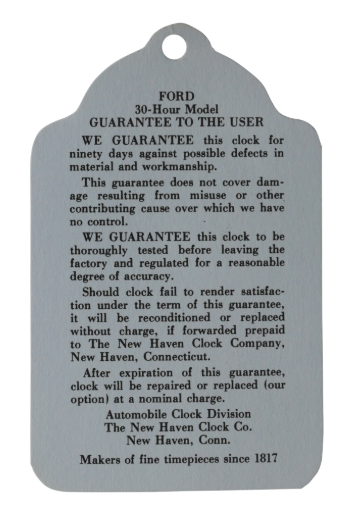 FORD
30-Hour Model
GUARANTEE TO THE USER
WE GUARANTEE this clock for
ninety days against possible defects in
material and workmanship.
This guarantee does not cover dam-
age resulting from misuse or other
contributing cause over which we have
no control.
WE GUARANTEE this clock to be
thoroughly tested before leaving the
factory and regulated for a reasonable
degree of accuracy.
Should clock fail to render satisfac-
tion under the term of this guarantee,
it will be reconditioned or replaced
without charge, if forwarded prepaid
to The New Haven Clock Company,
New Haven, Connecticut.
After expiration of this guarantee,
clock will be repaired or replaced (our
option) at a nominal charge.
Automobile Clock Division
The New Haven Clock Co.
New Haven, Conn.
Makers of fine timepieces since 1817